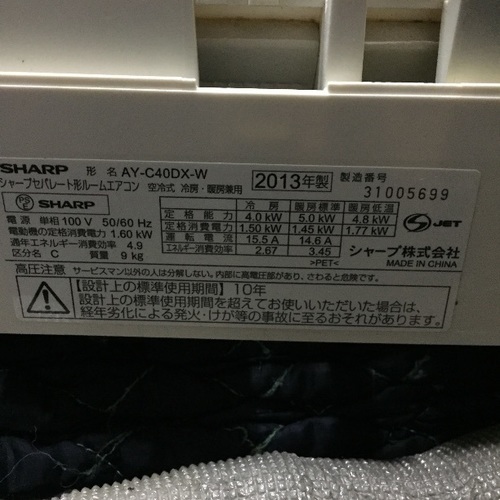 SHARP 形 名 AY-C40DX-W
シャープセパレート形ルームエアコン 空冷式 冷房・暖房兼用
2013年製
製造番号
31005699
PS E SHARP
電源 単相 100 V 50/60 Hz
電動機の定格消費電力 1.60 kW
通年エネルギー消費効率 4.9
区分名 C 質量 9 kg
冷 房 暖房標準 暖房低温
定 格 能 力 4.0 kW 5.0 kW 4.8 kW
定格消費電力 1.50 kW 1.45 kW 1.77 kW
運 転 電 流 15.5 A 14.6 A
エネルギー消費効率 2.67 3.45
>PET<
JET
シャープ株式会社
MADE IN CHINA
高圧注意 サービスマン以外の人は分解しない。内部に高電圧部があり、さわると危険。
【設計上の標準使用期間】10年
設計上の標準使用期間を超えてお使いいただいた場合は、
経年劣化による発火・けが等の事故に至るおそれがあります。